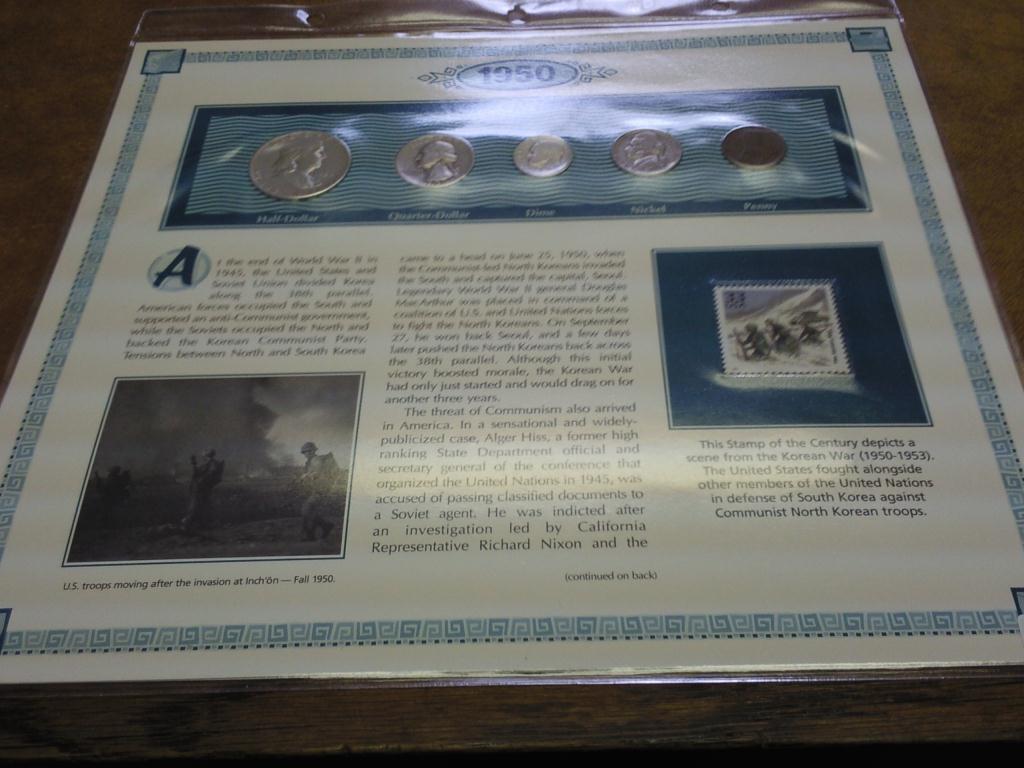 1950
Half-Dollar
Quarter-Dollar
Dime
Nickel
Penny
At the end of World War II in
1945, the United States and
Soviet Union divided Korea
along the 38th parallel.
American forces occupied the South and
supported an anti-Communist government,
while the Soviets occupied the North and
backed the Korean Communist Party.
Tensions between North and South Korea
came to a head on June 25, 1950, when
the Communist-led North Koreans invaded
the South and captured the capital, Seoul.
Legendary World War II general Douglas
MacArthur was placed in command of a
coalition of U.S. and United Nations forces
to fight the North Koreans. On September
27, he won back Seoul, and a few days
later pushed the North Koreans back across
the 38th parallel. Although this initial
victory boosted morale, the Korean War
had only just started and would drag on for
another three years.
The threat of Communism also arrived
in America. In a sensational and widely-
publicized case, Alger Hiss, a former high
ranking State Department official and
secretary general of the conference that
organized the United Nations in 1945, was
accused of passing classified documents to
a Soviet agent. He was indicted after
an investigation led by California
Representative Richard Nixon and the
(continued on back)
33
This Stamp of the Century depicts a
scene from the Korean War (1950-1953).
The United States fought alongside
other members of the United Nations
in defense of South Korea against
Communist North Korean troops.
U.S. troops moving after the invasion at Inch'ŏn — Fall 1950.